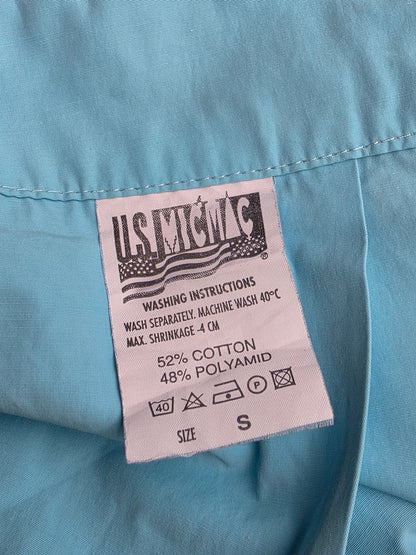 U.S. MICMAC
®
WASHING INSTRUCTIONS
WASH SEPARATELY. MACHINE WASH 40°C
MAX. SHRINKAGE -4 CM
52% COTTON
48% POLYAMID
40 P
SIZE S